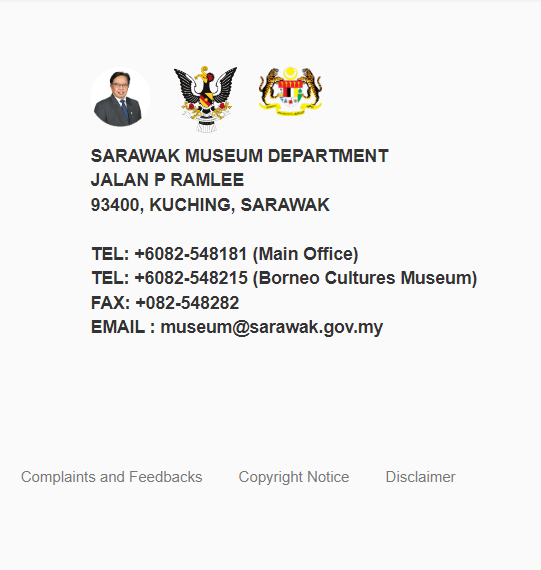 SARAWAK MUSEUM DEPARTMENT
JALAN P RAMLEE
93400, KUCHING, SARAWAK
TEL: +6082-548181 (Main Office)
TEL: +6082-548215 (Borneo Cultures Museum)
FAX: +082-548282
EMAIL : museum@sarawak.gov.my
Complaints and Feedbacks Copyright Notice Disclaimer